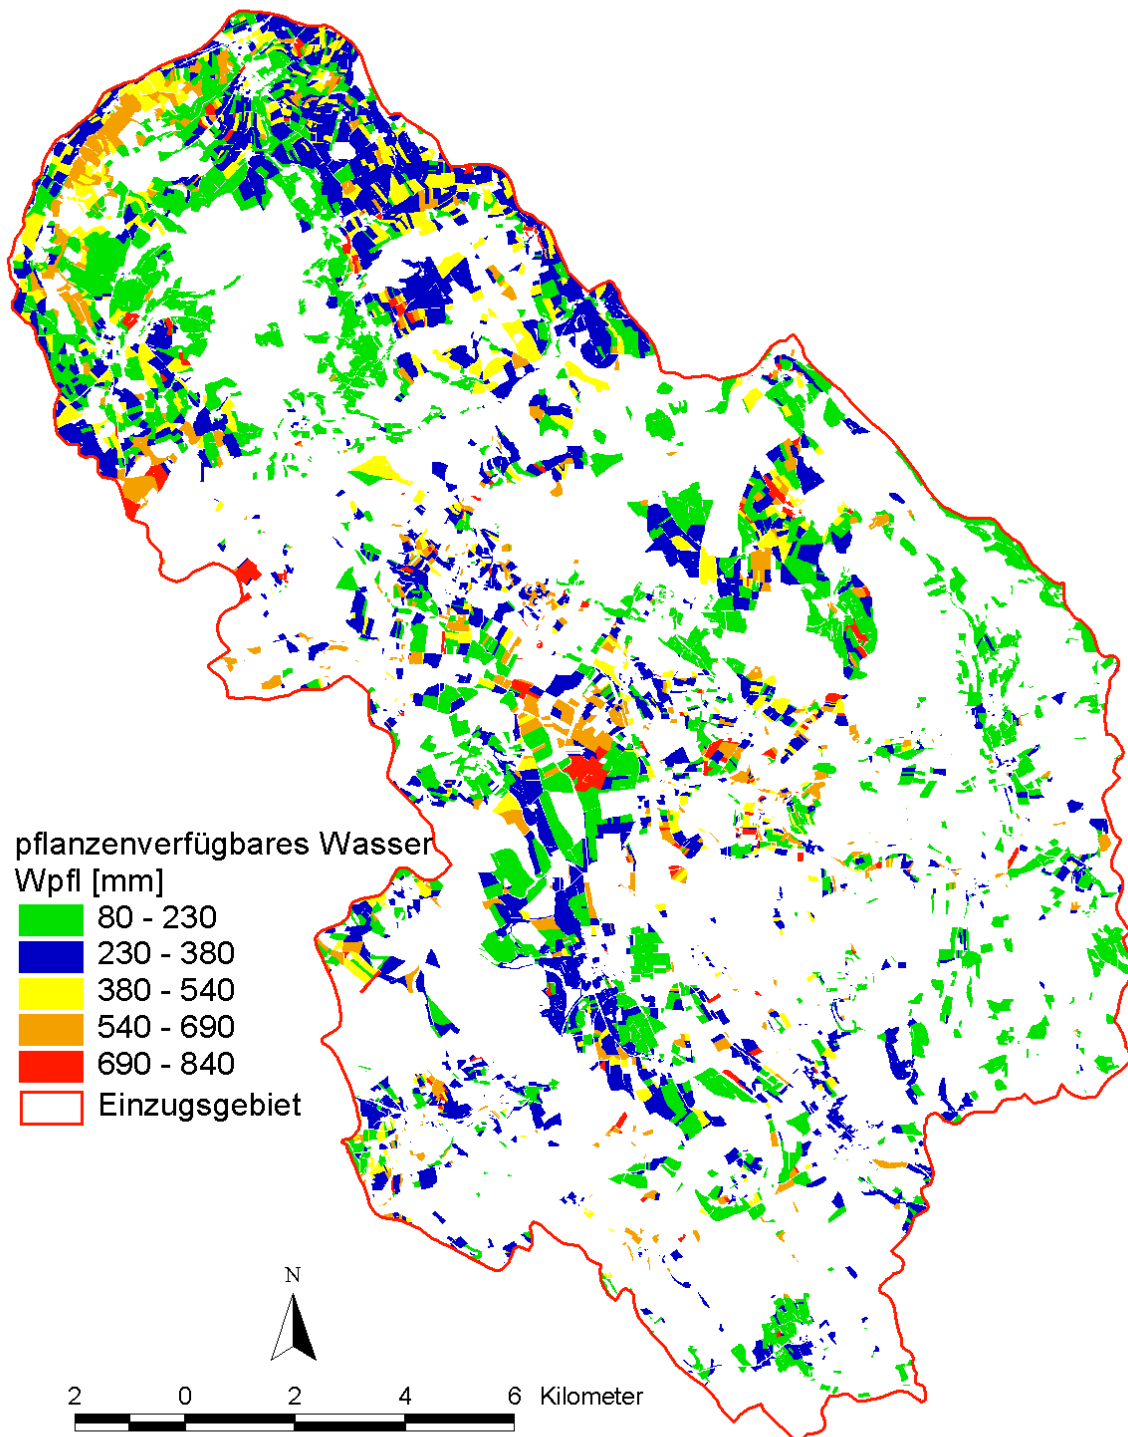 pflanzenverfügbares Wasser
Wpfl [mm]
80 - 230
230 - 380
380 - 540
540 - 690
690 - 840
Einzugsgebiet
N
2 0 2 4 6 Kilometer